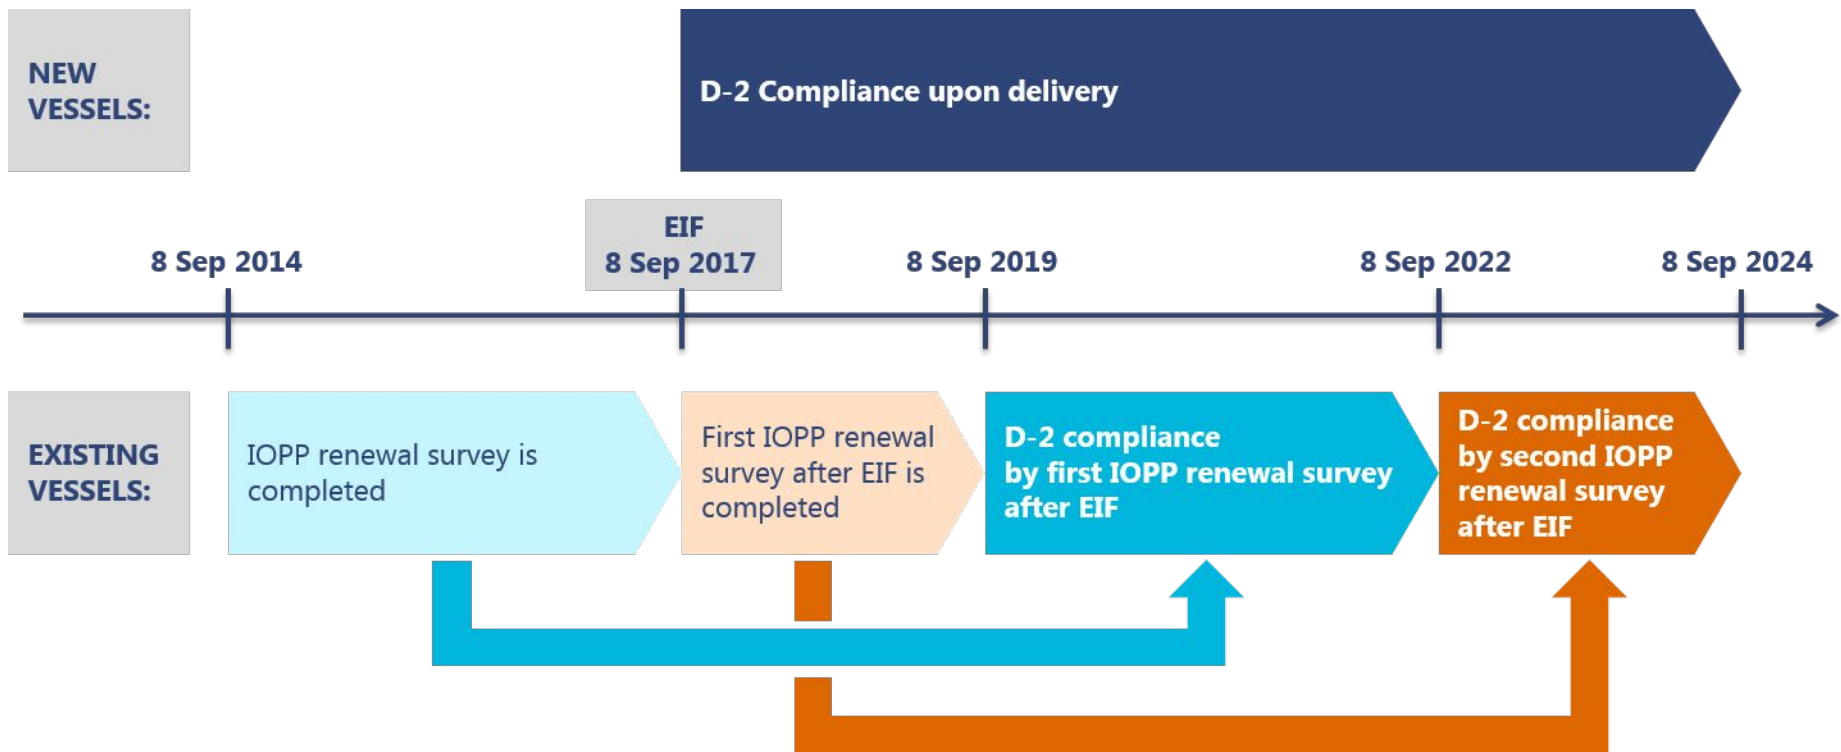 NEW
VESSELS:
D-2 Compliance upon delivery
EIF
8 Sep 2014
8 Sep 2017
8 Sep 2019
8 Sep 2022
8 Sep 2024
EXISTING
VESSELS:
IOPP renewal survey is
completed
First IOPP renewal
survey after EIF is
completed
D-2 compliance
by first IOPP renewal survey
after EIF
D-2 compliance
by second IOPP
renewal survey
after EIF